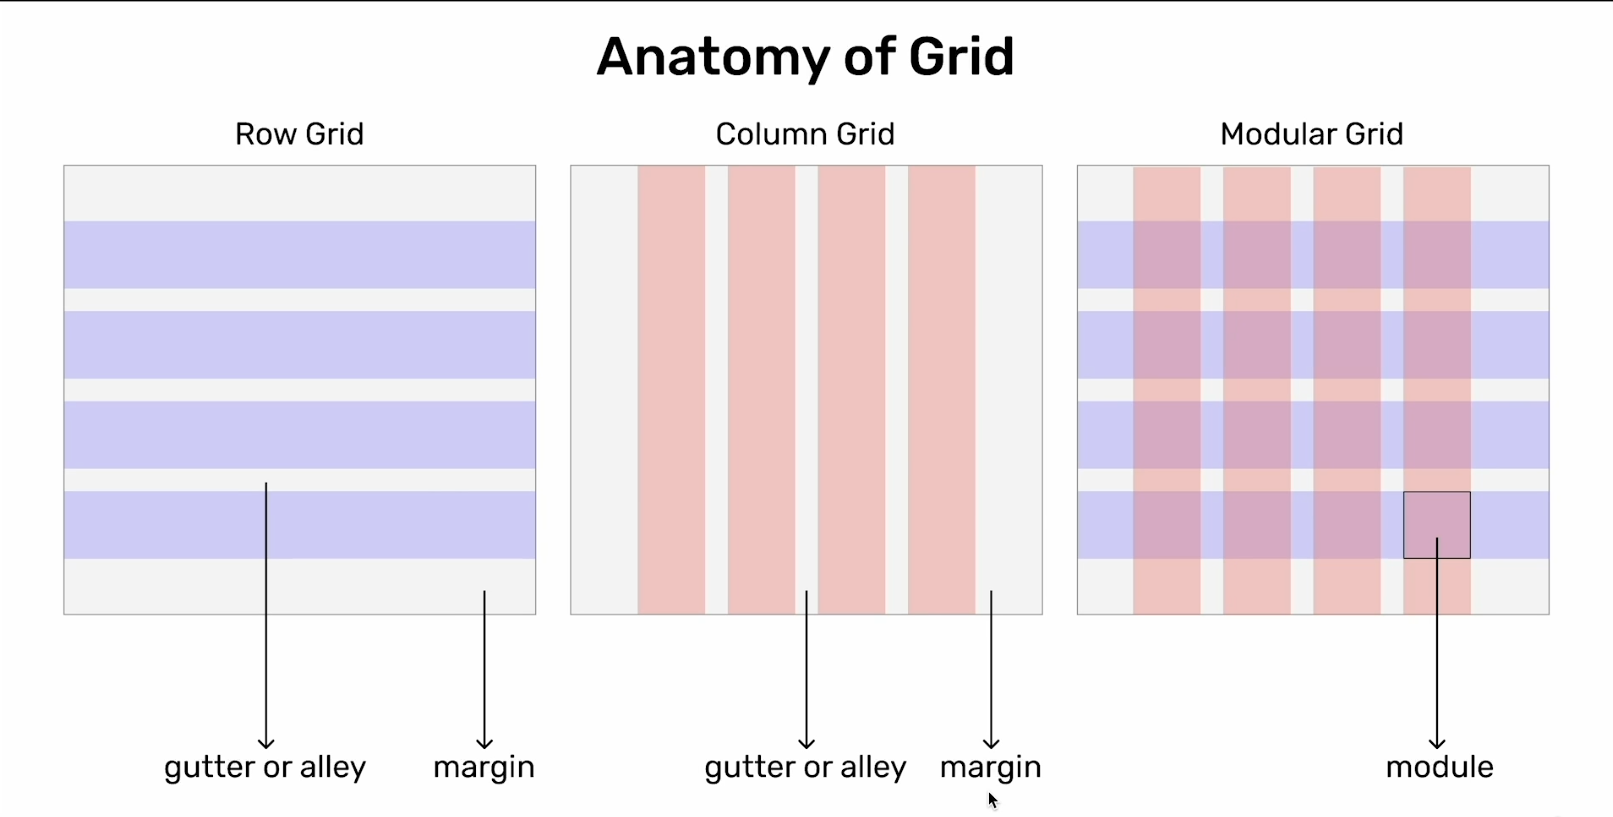 Anatomy of Grid
Row Grid
Column Grid
Modular Grid
gutter or alley
margin
gutter or alley
margin
module